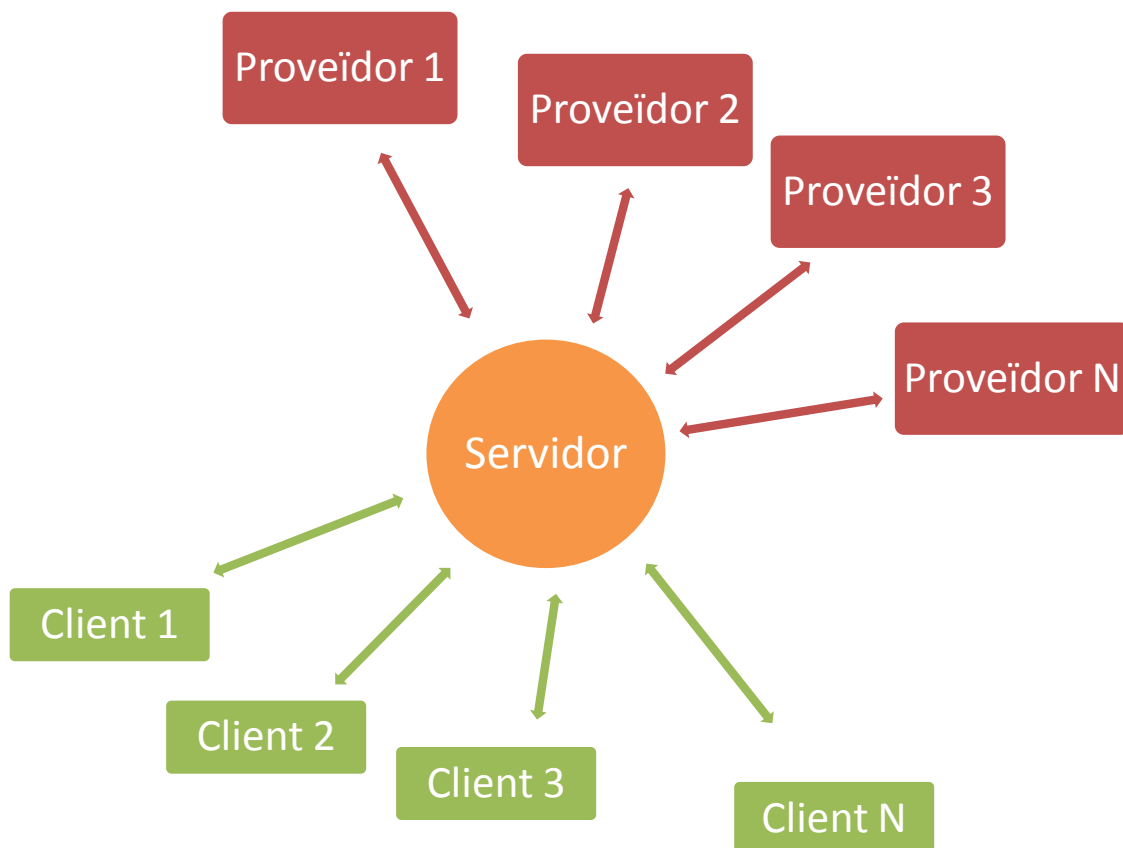 Proveïdor 1
Proveïdor 2
Proveïdor 3
Proveïdor N
Servidor
Client 1
Client 2
Client 3
Client N